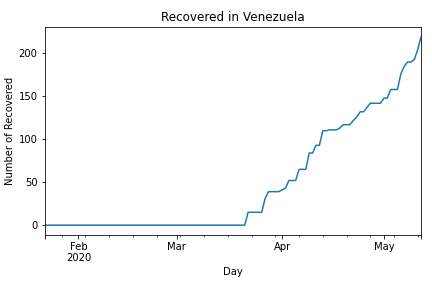 Recovered in Venezuela
Number of Recovered
200
150
100
50
0
Feb
2020
Mar
Apr
May
Day